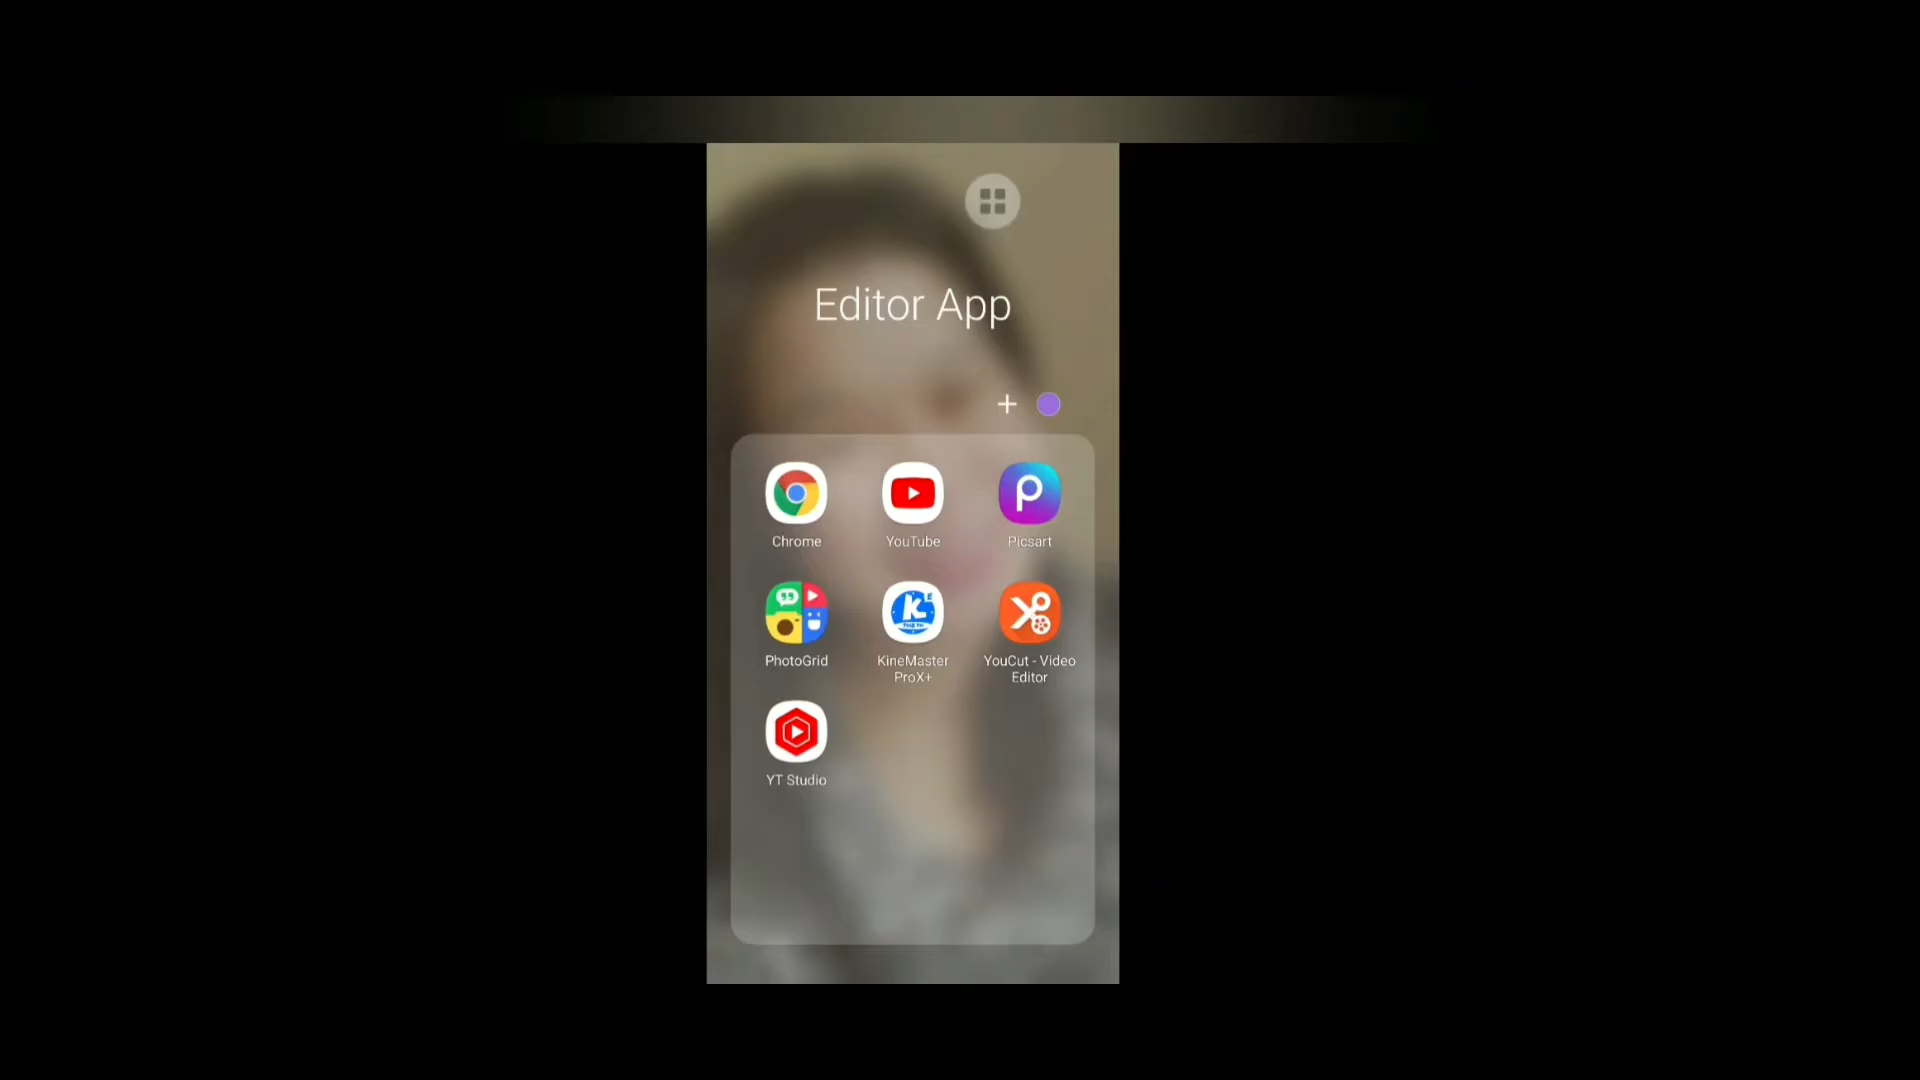 Editor App
+
Chrome
YouTube
Picsart
PhotoGrid
KineMaster
ProX+
YouCut - Video
Editor
YT Studio